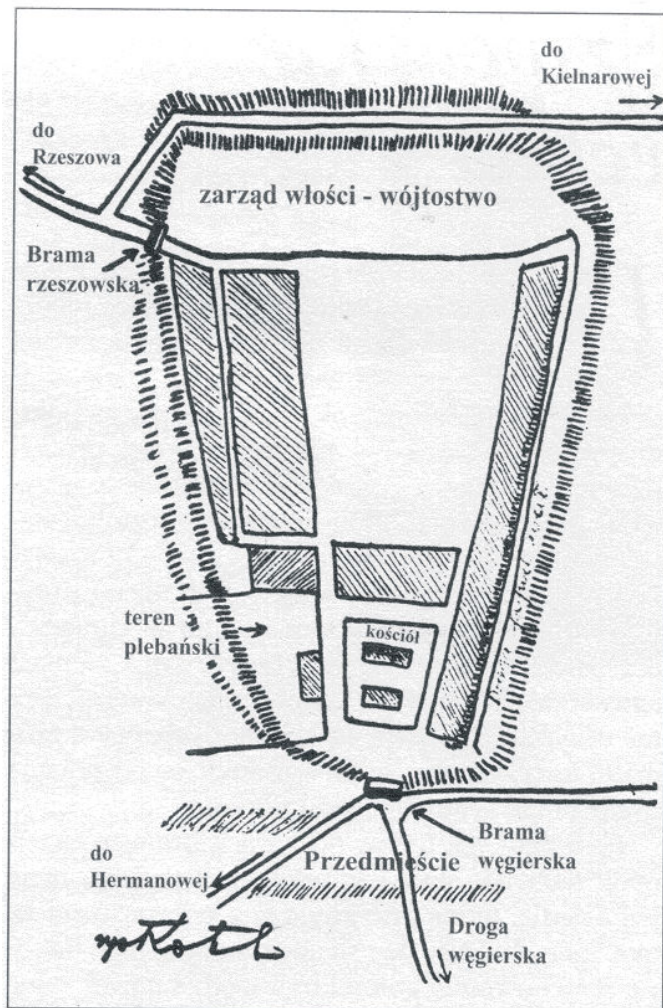 do
Kielnarowej
do
Rzeszowa
zarząd włości - wójtostwo
Brama
rzeszowska
teren
plebański
kościół
Brama
węgierska
do
Hermanowej
Przedmieście
Droga
węgierska